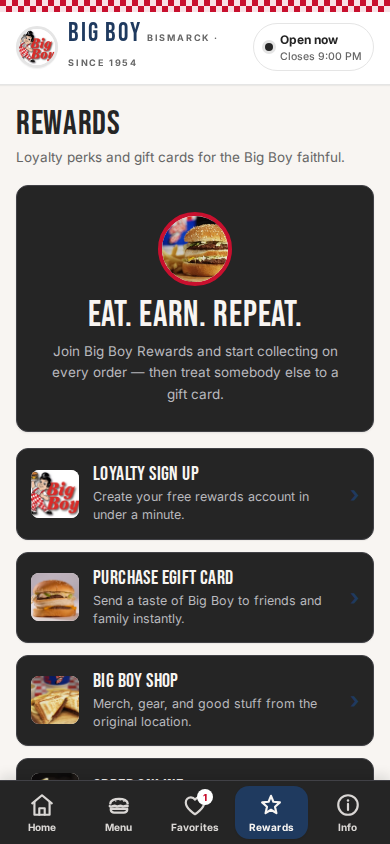 BIG BOY BISMARCK ·
SINCE 1954
Open now
Closes 9:00 PM
REWARDS
Loyalty perks and gift cards for the Big Boy faithful.
EAT. EARN. REPEAT.
Join Big Boy Rewards and start collecting on
every order — then treat somebody else to a
gift card.
Big
Boy
LOYALTY SIGN UP
Create your free rewards account in
under a minute.
PURCHASE EGIFT CARD
Send a taste of Big Boy to friends and
family instantly.
BIG BOY SHOP
Merch, gear, and good stuff from the
original location.
1
Home
Menu
Favorites
Rewards
Info